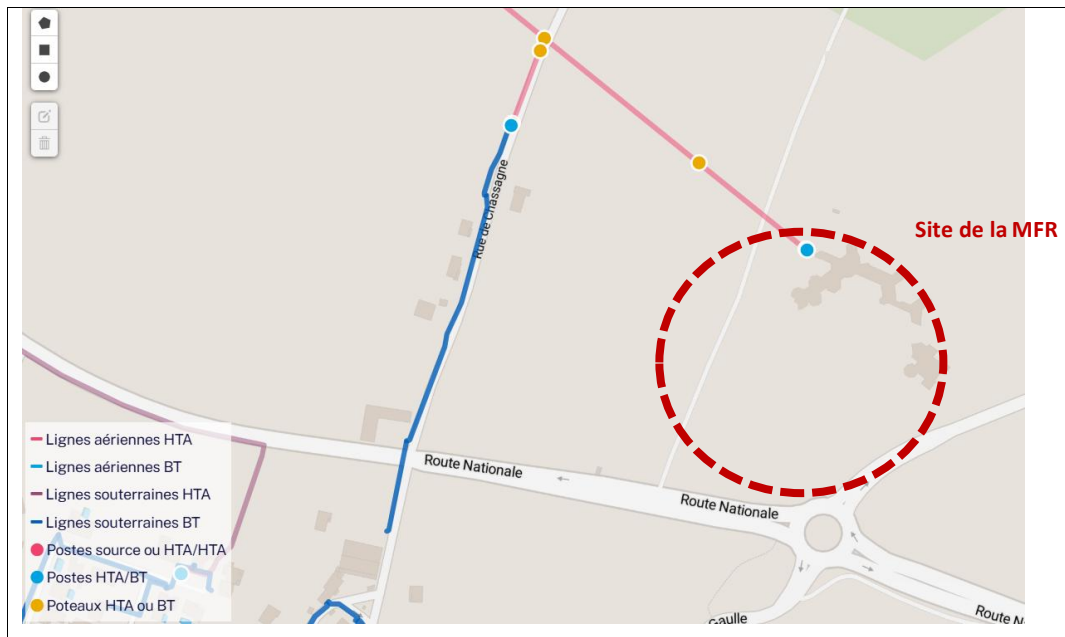 Rue de Chassagne
Site de la MFR
Lignes aériennes HTA
Lignes aériennes BT
Lignes souterraines HTA
Lignes souterraines BT
Postes source ou HTA/HTA
Postes HTA/BT
Poteaux HTA ou BT
Route Nationale
Route Nationale
Route N
Gaulle